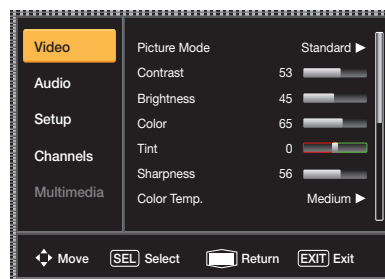 Video
Audio
Setup
Channels
Multimedia
Picture Mode Standard ▶
Contrast 53
Brightness 45
Color 65
Tint 0
Sharpness 56
Color Temp. Medium ▶
Move SEL Select Return EXIT Exit